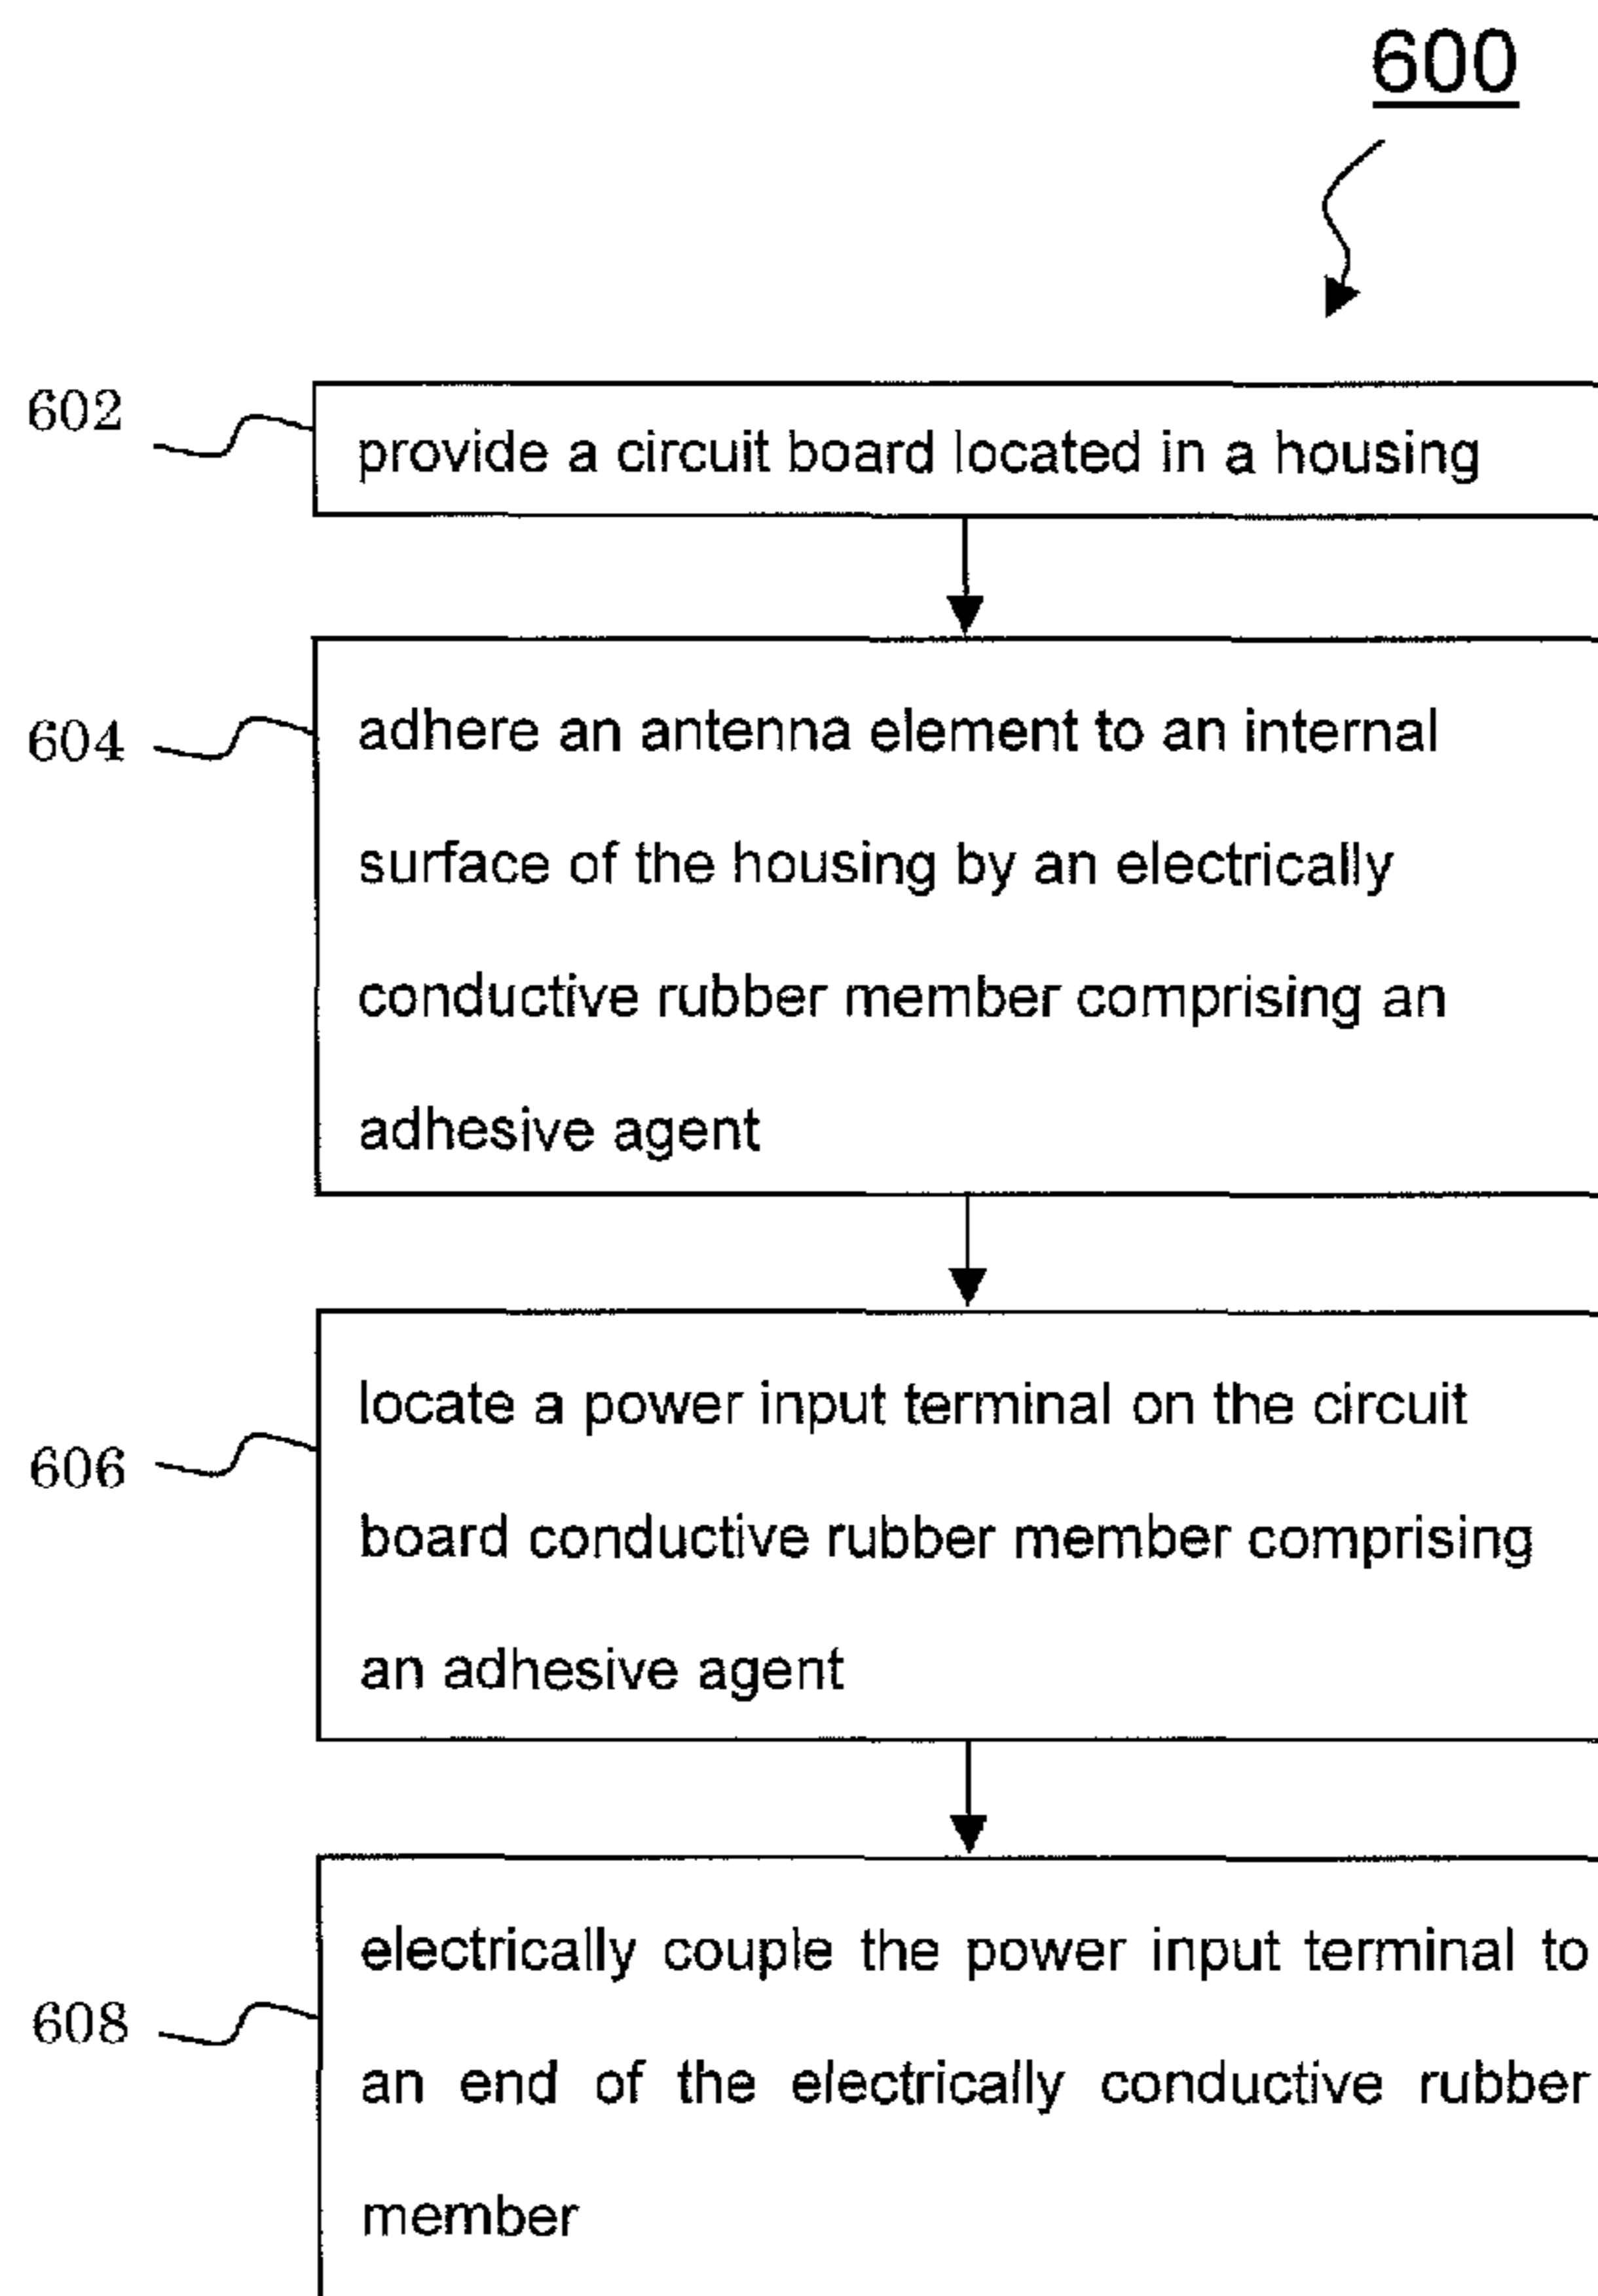 600
602
provide a circuit board located in a housing
604
adhere an antenna element to an internal
surface of the housing by an electrically
conductive rubber member comprising an
adhesive agent
606
locate a power input terminal on the circuit
board conductive rubber member comprising
an adhesive agent
608
electrically couple the power input terminal to
an end of the electrically conductive rubber
member